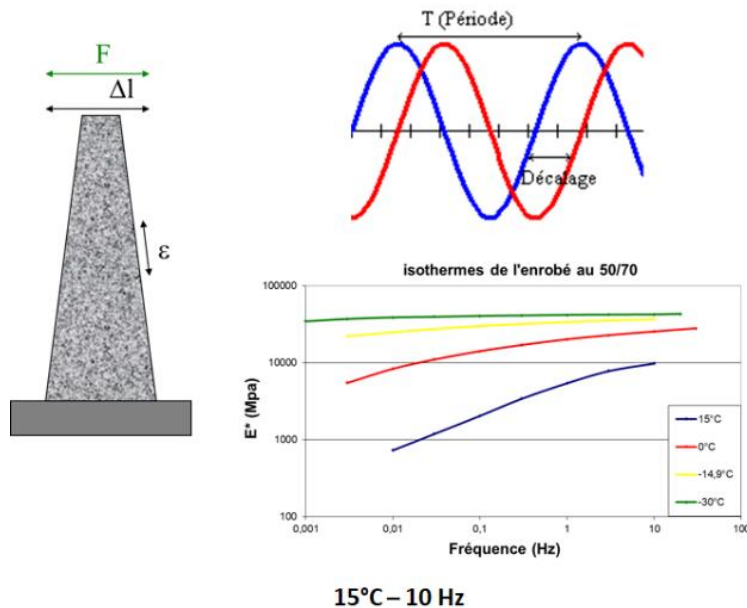 F
Δl
ε
T (Période)
Décalage
isothermes de l'enrobé au 50/70
E* (Mpa)
100000
10000
1000
100
0,001 0,01 0,1 1 10 100
Fréquence (Hz)
15°C
0°C
-14,9°C
-30°C
15°C – 10 Hz